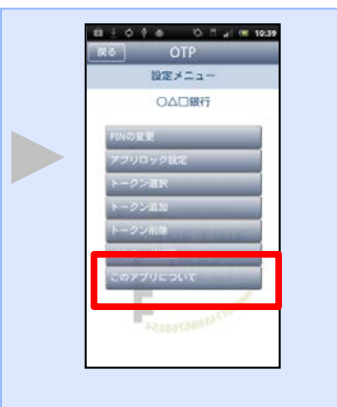 10:39
戻る
OTP
設定メニュー
○△□銀行
PINの変更
アプリロック設定
トークン選択
トークン追加
トークン削除
このアプリについて